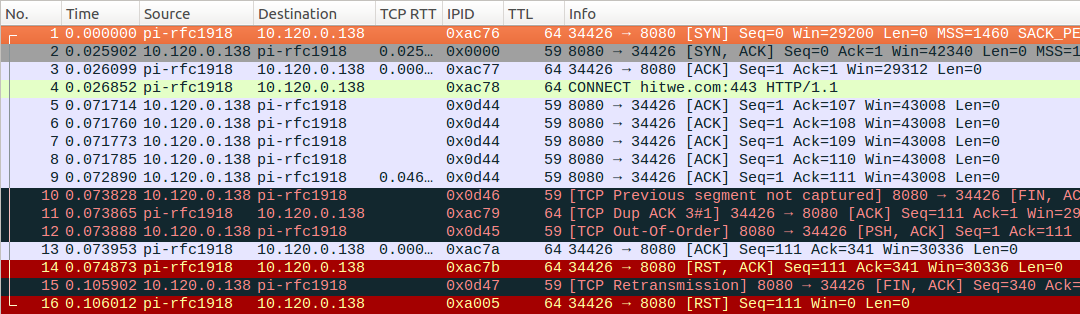 No. Time Source Destination TCP RTT IPID TTL Info
1 0.000000 pi-rfc1918 10.120.0.138 0xac76 64 34426 → 8080 [SYN] Seq=0 Win=29200 Len=0 MSS=1460 SACK_PE
2 0.025902 10.120.0.138 pi-rfc1918 0.025… 0x0000 59 8080 → 34426 [SYN, ACK] Seq=0 Ack=1 Win=42340 Len=0 MSS=1
3 0.026099 pi-rfc1918 10.120.0.138 0.000… 0xac77 64 34426 → 8080 [ACK] Seq=1 Ack=1 Win=29312 Len=0
4 0.026852 pi-rfc1918 10.120.0.138 0xac78 64 CONNECT hitwe.com:443 HTTP/1.1
5 0.071714 10.120.0.138 pi-rfc1918 0x0d44 59 8080 → 34426 [ACK] Seq=1 Ack=107 Win=43008 Len=0
6 0.071760 10.120.0.138 pi-rfc1918 0x0d44 59 8080 → 34426 [ACK] Seq=1 Ack=108 Win=43008 Len=0
7 0.071773 10.120.0.138 pi-rfc1918 0x0d44 59 8080 → 34426 [ACK] Seq=1 Ack=109 Win=43008 Len=0
8 0.071785 10.120.0.138 pi-rfc1918 0x0d44 59 8080 → 34426 [ACK] Seq=1 Ack=110 Win=43008 Len=0
9 0.072890 10.120.0.138 pi-rfc1918 0.046… 0x0d44 59 8080 → 34426 [ACK] Seq=1 Ack=111 Win=43008 Len=0
10 0.073828 10.120.0.138 pi-rfc1918 0x0d46 59 [TCP Previous segment not captured] 8080 → 34426 [FIN, AC
11 0.073865 pi-rfc1918 10.120.0.138 0xac79 64 [TCP Dup ACK 3#1] 34426 → 8080 [ACK] Seq=111 Ack=1 Win=29
12 0.073888 10.120.0.138 pi-rfc1918 0x0d45 59 [TCP Out-Of-Order] 8080 → 34426 [PSH, ACK] Seq=1 Ack=111
13 0.073953 pi-rfc1918 10.120.0.138 0.000… 0xac7a 64 34426 → 8080 [ACK] Seq=111 Ack=341 Win=30336 Len=0
14 0.074873 pi-rfc1918 10.120.0.138 0xac7b 64 34426 → 8080 [RST, ACK] Seq=111 Ack=341 Win=30336 Len=0
15 0.105902 10.120.0.138 pi-rfc1918 0x0d47 59 [TCP Retransmission] 8080 → 34426 [FIN, ACK] Seq=340 Ack=
16 0.106012 pi-rfc1918 10.120.0.138 0xa005 64 34426 → 8080 [RST] Seq=111 Win=0 Len=0